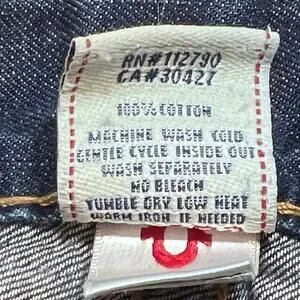 RN#112790
CA#30427
100% COTTON
MACHINE WASH COLD
GENTLE CYCLE INSIDE OUT
WASH SEPARATELY
NO BLEACH
TUMBLE DRY LOW HEAT
WARM IRON IF NEEDED